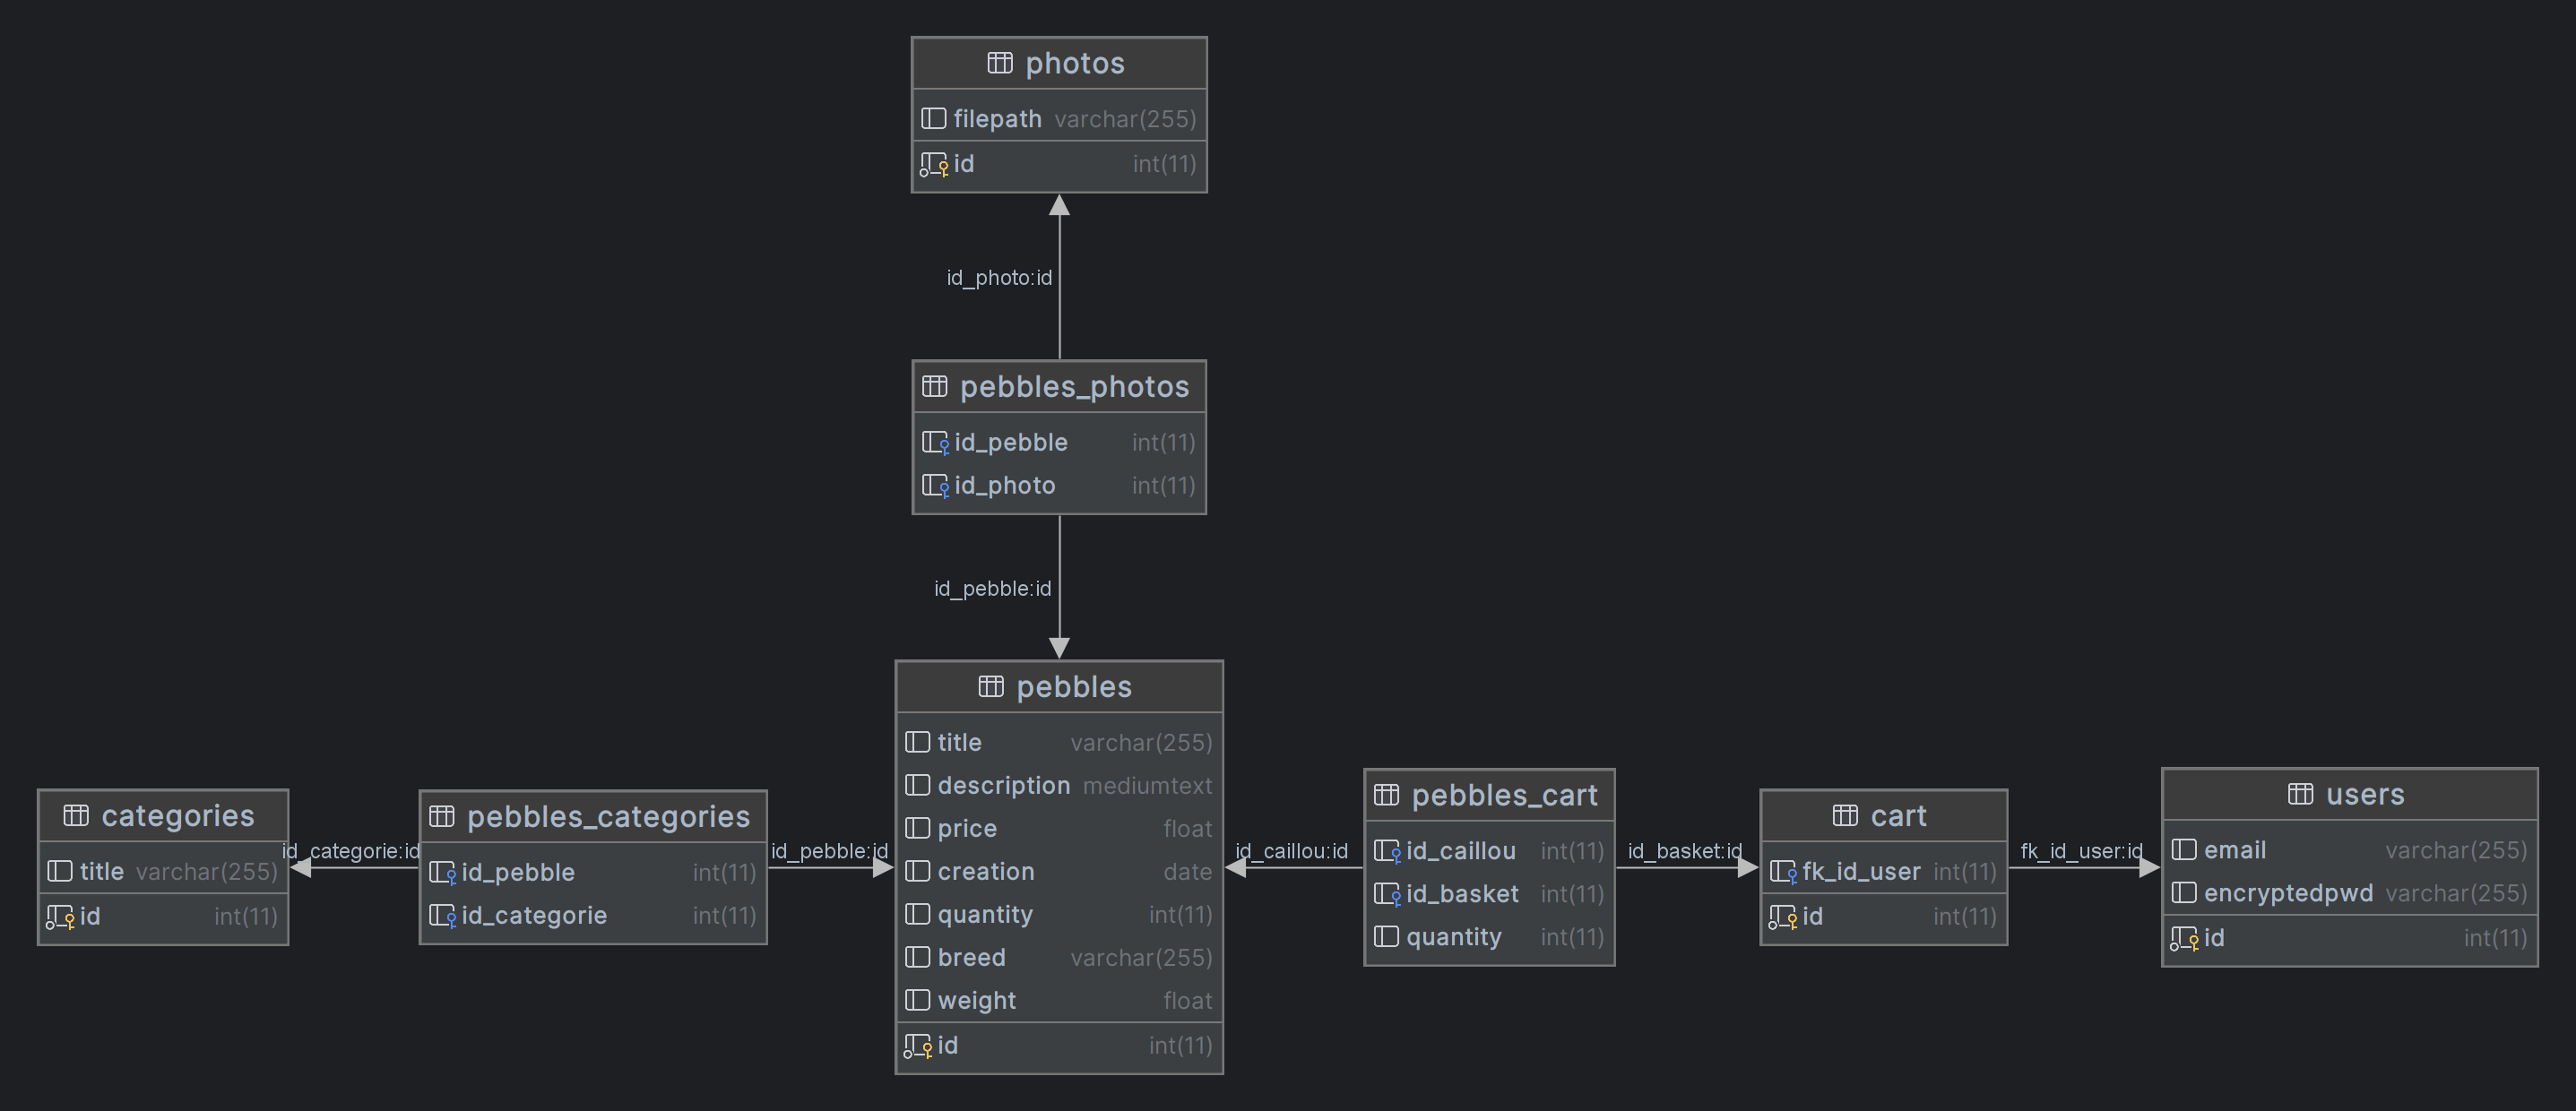 photos
filepath varchar(255)
id int(11)
id_photo:id
pebbles_photos
id_pebble int(11)
id_photo int(11)
id_pebble:id
pebbles
title varchar(255)
description mediumtext
price float
creation date
quantity int(11)
breed varchar(255)
weight float
id int(11)
categories
title varchar(255)
id int(11)
id_categorie:id
pebbles_categories
id_pebble int(11)
id_categorie int(11)
id_pebble:id
id_caillou:id
pebbles_cart
id_caillou int(11)
id_basket int(11)
quantity int(11)
id_basket:id
cart
fk_id_user int(11)
id int(11)
fk_id_user:id
users
email varchar(255)
encryptedpwd varchar(255)
id int(11)